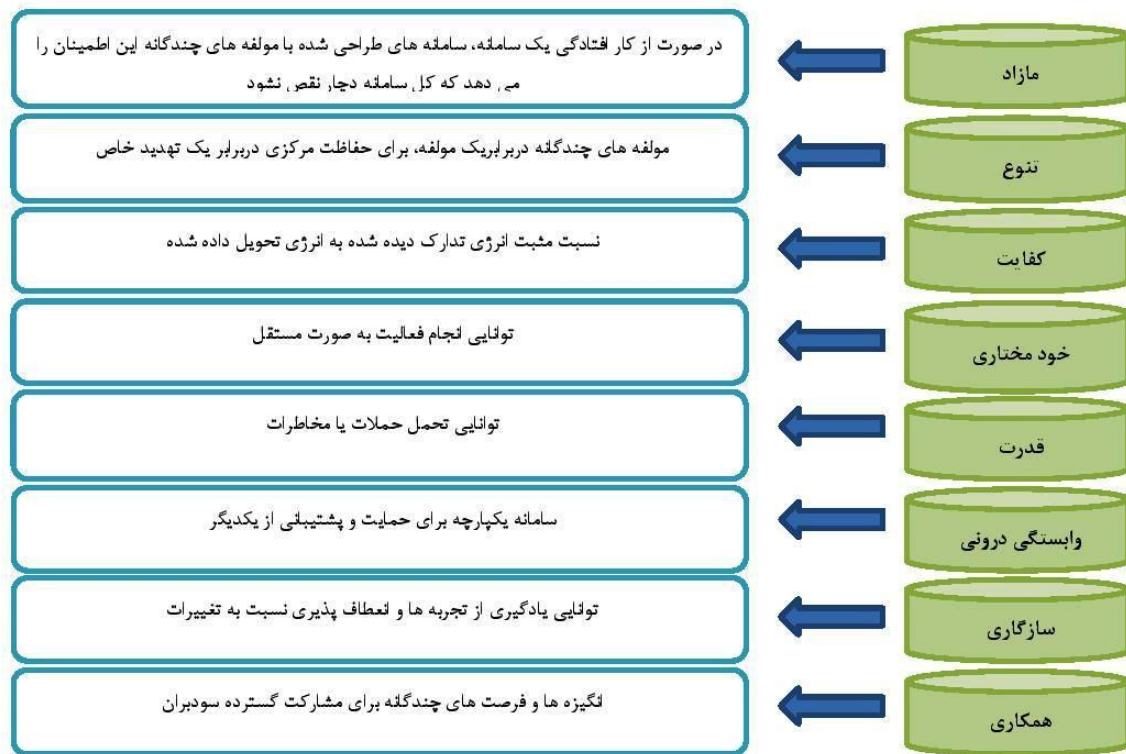 مازاد
در صورت از کار افتادگی یک سامانه، سامانه های طراحی شده با مولفه های چندگانه این اطمینان را
می دهد که کل سامانه دچار نقص نشود
تنوع
مولفه های چندگانه دربرابریک مولفه، برای حفاظت مرکزی دربرابر یک تهدید خاص
کفایت
نسبت مثبت انرژی تدارک دیده شده به انرژی تحویل داده شده
خود مختاری
توانایی انجام فعالیت به صورت مستقل
قدرت
توانایی تحمل حملات یا مخاطرات
وابستگی درونی
سامانه یکپارچه برای حمایت و پشتیبانی از یکدیگر
سازگاری
توانایی یادگیری از تجربه ها و انعطاف پذیری نسبت به تغییرات
همکاری
انگیزه ها و فرصت های چندگانه برای مشارکت گسترده سودبران